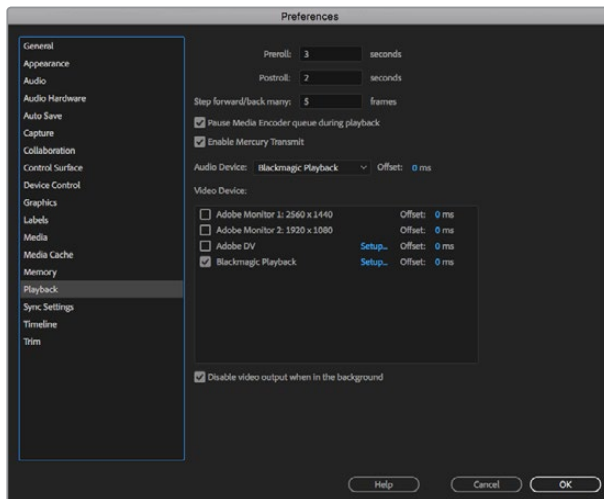 Preferences
General
Appearance
Audio
Audio Hardware
Auto Save
Capture
Collaboration
Control Surface
Device Control
Graphics
Labels
Media
Media Cache
Memory
Playback
Sync Settings
Timeline
Trim
Preroll: 3 seconds
Postroll: 2 seconds
Step forward/back many: 5 frames
Pause Media Encoder queue during playback
Enable Mercury Transmit
Audio Device: Blackmagic Playback Offset: 0 ms
Video Device:
Adobe Monitor 1: 2560 x 1440 Offset: 0 ms
Adobe Monitor 2: 1920 x 1080 Offset: 0 ms
Adobe DV Setup... Offset: 0 ms
Blackmagic Playback Setup... Offset: 0 ms
Disable video output when in the background
Help Cancel OK